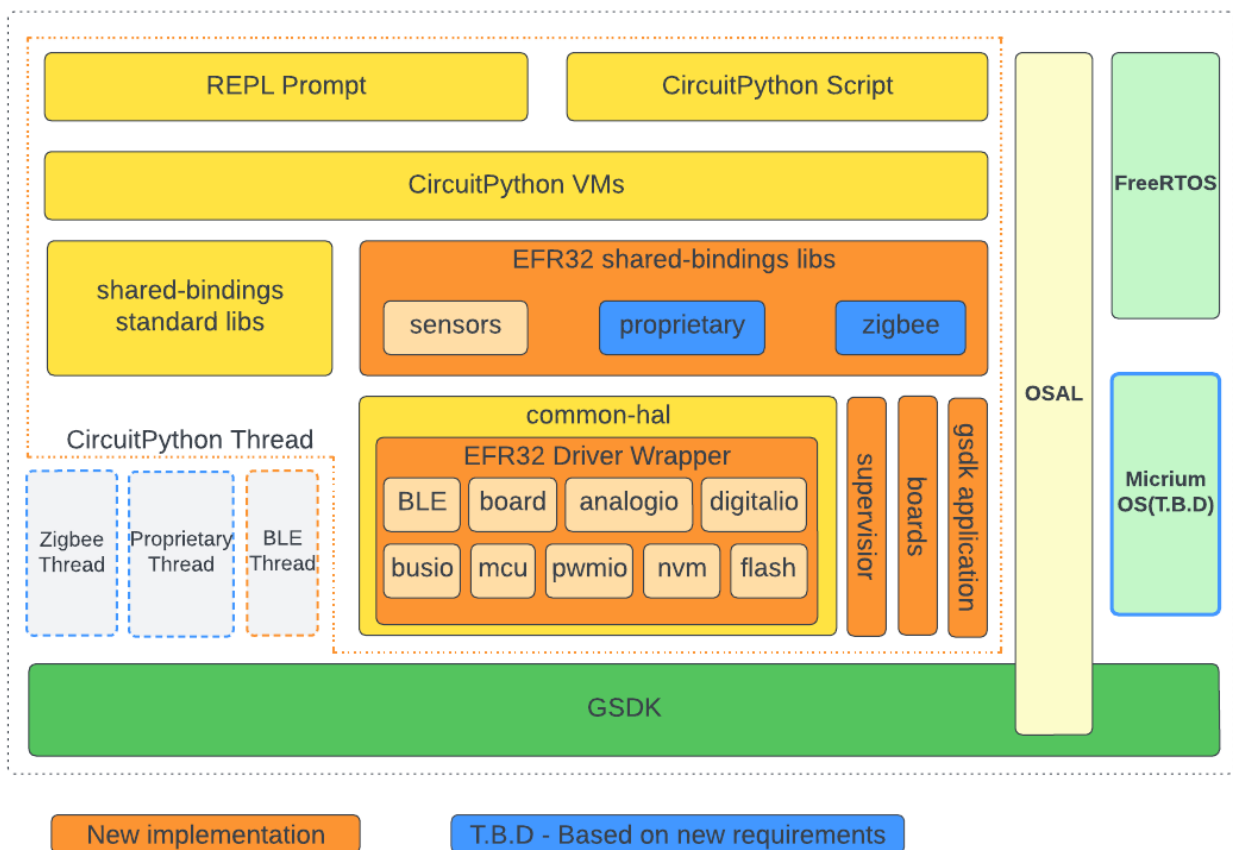 REPL Prompt
CircuitPython Script
CircuitPython VMs
shared-bindings
standard libs
EFR32 shared-bindings libs
sensors
proprietary
zigbee
CircuitPython Thread
Zigbee
Thread
Proprietary
Thread
BLE
Thread
common-hal
EFR32 Driver Wrapper
BLE
board
analogio
digitalio
busio
mcu
pwmio
nvm
flash
supervisior
boards
gsdk application
OSAL
FreeRTOS
Micrium
OS(T.B.D)
GSDK
New implementation
T.B.D - Based on new requirements